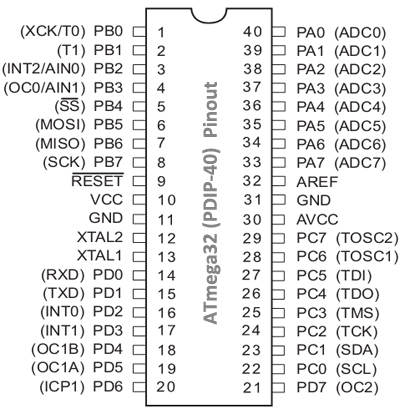 (XCK/T0) PB0 1 40 PA0 (ADC0)
(T1) PB1 2 39 PA1 (ADC1)
(INT2/AIN0) PB2 3 38 PA2 (ADC2)
(OC0/AIN1) PB3 4 37 PA3 (ADC3)
(S̅S̅) PB4 5 36 PA4 (ADC4)
(MOSI) PB5 6 35 PA5 (ADC5)
(MISO) PB6 7 34 PA6 (ADC6)
(SCK) PB7 8 33 PA7 (ADC7)
R̅E̅S̅E̅T̅ 9 32 AREF
VCC 10 31 GND
GND 11 30 AVCC
XTAL2 12 29 PC7 (TOSC2)
XTAL1 13 28 PC6 (TOSC1)
(RXD) PD0 14 27 PC5 (TDI)
(TXD) PD1 15 26 PC4 (TDO)
(INT0) PD2 16 25 PC3 (TMS)
(INT1) PD3 17 24 PC2 (TCK)
(OC1B) PD4 18 23 PC1 (SDA)
(OC1A) PD5 19 22 PC0 (SCL)
(ICP1) PD6 20 21 PD7 (OC2)
ATmega32 (PDIP-40) Pinout